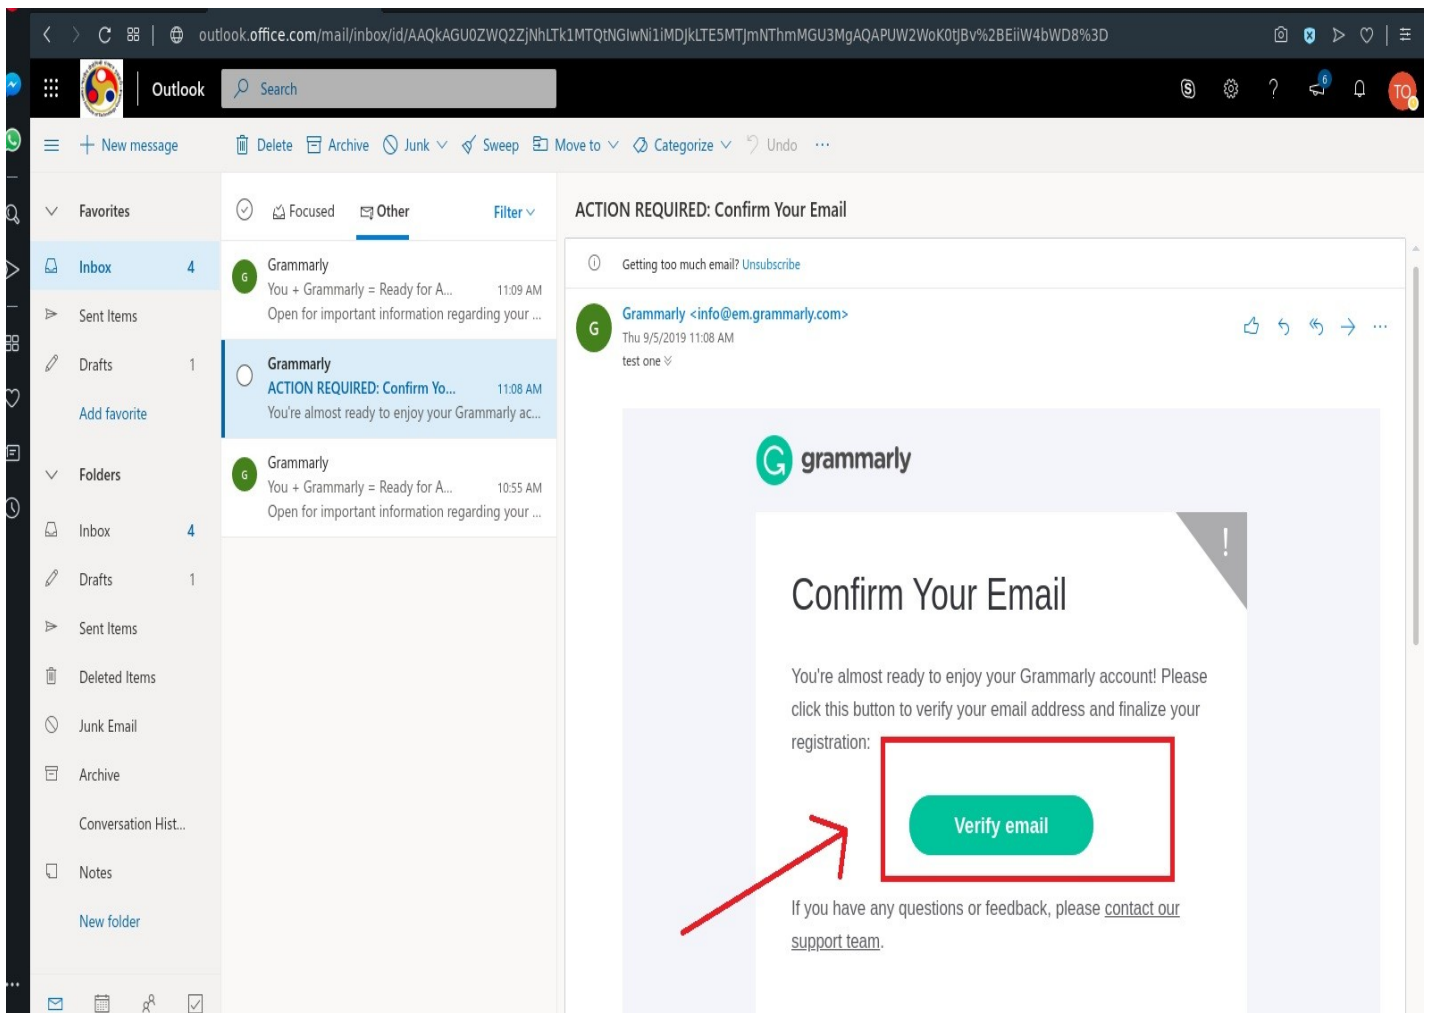 outlook.office.com/mail/inbox/id/AAQkAGU0ZWQ2ZjNhLTk1MTQtNGIwNi1iMDJkLTE5MTJmNThmMGU3MgAQAPUW2WoK0tJBv%2BEiiW4bWD8%3D
Outlook
Search
6
TO
New message
Delete
Archive
Junk
Sweep
Move to
Categorize
Undo
Favorites
Inbox 4
Sent Items
Drafts 1
Add favorite
Folders
Inbox 4
Drafts 1
Sent Items
Deleted Items
Junk Email
Archive
Conversation Hist...
Notes
New folder
Focused
Other
Filter
G
Grammarly
You + Grammarly = Ready for A... 11:09 AM
Open for important information regarding your ...
Grammarly
ACTION REQUIRED: Confirm Yo... 11:08 AM
You're almost ready to enjoy your Grammarly ac...
G
Grammarly
You + Grammarly = Ready for A... 10:55 AM
Open for important information regarding your ...
ACTION REQUIRED: Confirm Your Email
Getting too much email? Unsubscribe
G
Grammarly <info@em.grammarly.com>
Thu 9/5/2019 11:08 AM
test one
grammarly
!
Confirm Your Email
You're almost ready to enjoy your Grammarly account! Please
click this button to verify your email address and finalize your
registration:
Verify email
If you have any questions or feedback, please contact our
support team.